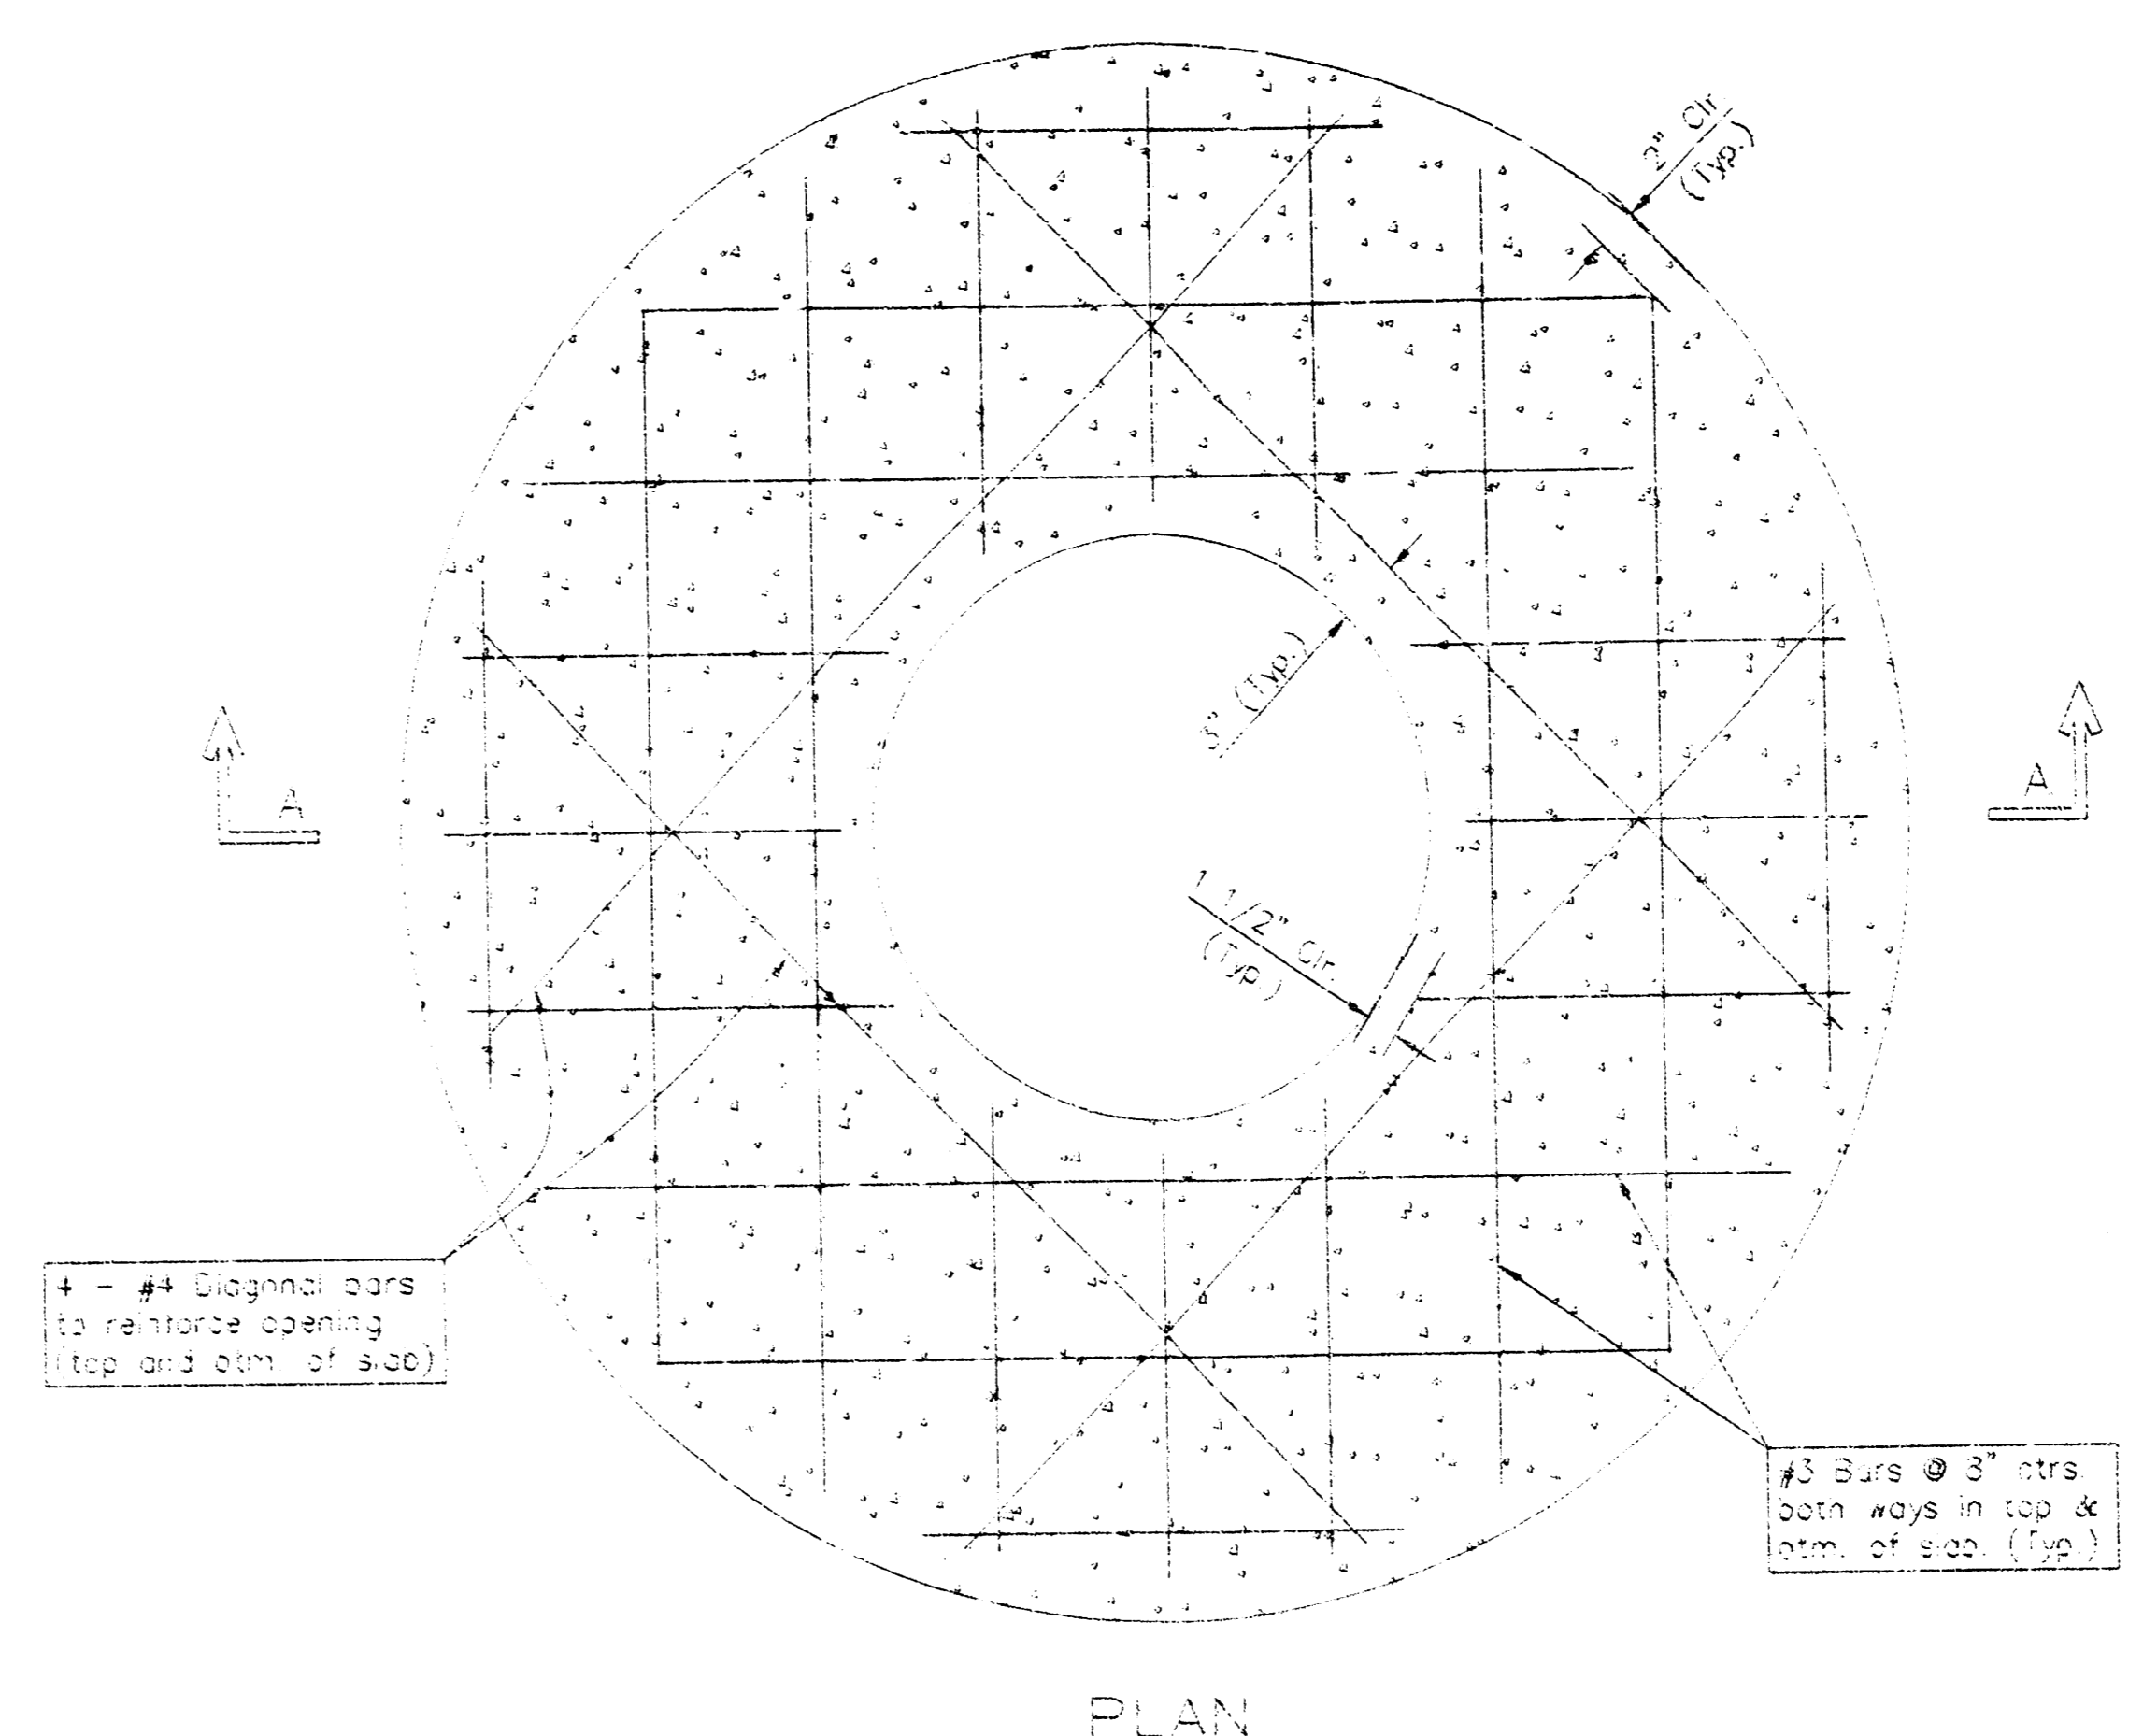 2" Clr.
(Typ.)
3" (Typ.)
A
A
1 1/2" Clr.
(Typ.)
4 - #4 Diagonal bars
to reinforce opening
(top and btm. of slab)
#3 Bars @ 8" ctrs.
both ways in top &
btm. of slab. (Typ.)
PLAN